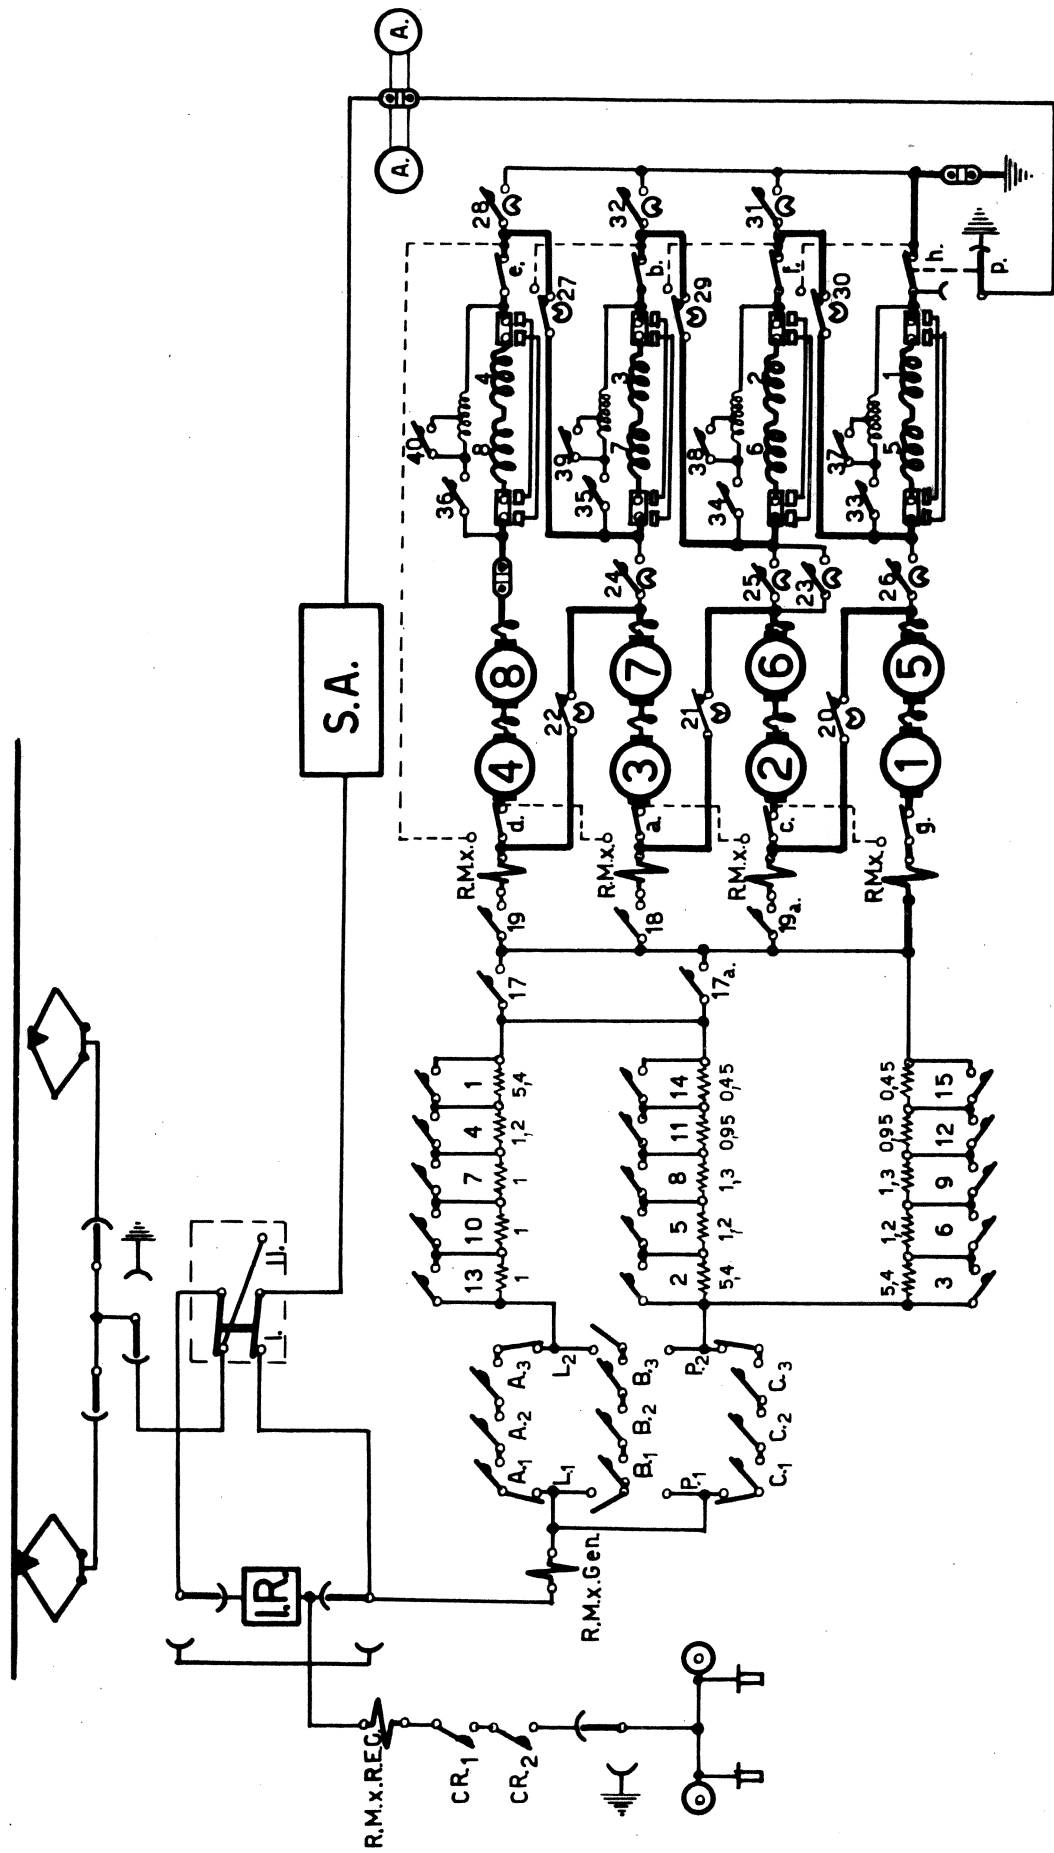 I.R.
I. II.
S.A.
R.M.x.REC.
A. A.
CR.1
CR.2
40
36
13 10 7 4 1
1 1 1 1,2 5,4
R.M.x.
28
A.1 A.2 A.3
19 17
d.
4 8
8 4
e.
L.1 L.2
22
27
R.M.x.Gen.
39
35
R.M.x.
24
32
B.1 B.2 B.3
18
a.
3 7
7 3
b.
2 5 8 11 14
5,4 1,2 1,3 0,95 0,45
P.1 P.2
17a.
21
29
38
34
R.M.x.
25
31
23
C.1 C.2 C.3
19a.
c.
2 6
6 2
f.
20
30
37
33
R.M.x.
26
5,4 1,2 1,3 0,95 0,45
3 6 9 12 15
g.
1 5
5 1
h.
p.